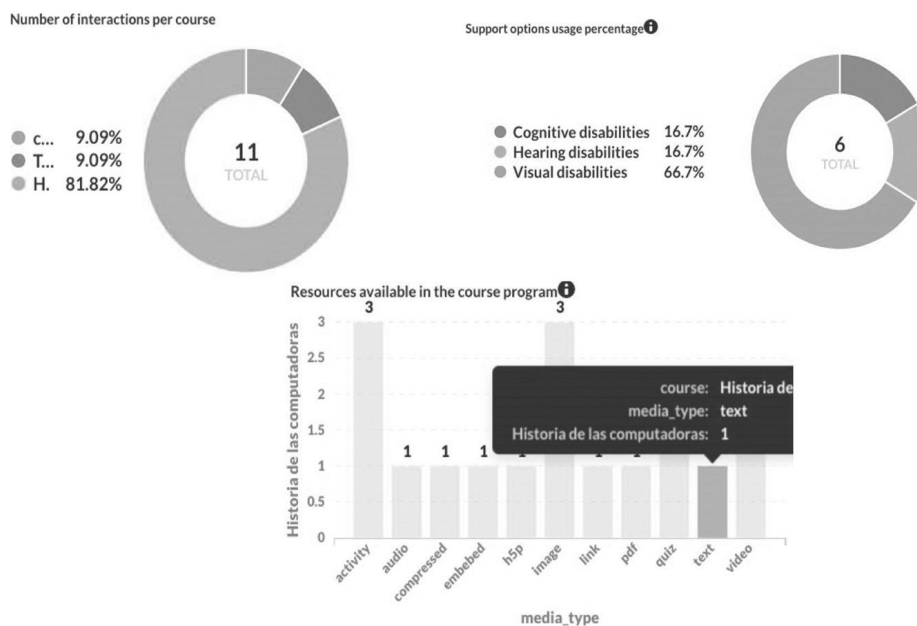 Number of interactions per course
c... 9.09%
T... 9.09%
H. 81.82%
11
TOTAL
Support options usage percentage
Cognitive disabilities 16.7%
Hearing disabilities 16.7%
Visual disabilities 66.7%
6
TOTAL
Resources available in the course program
Historia de las computadoras
3
2.5
2
1.5
1
0.5
0
3
1
1
1
1
3
1
1
course: Historia de
media_type: text
Historia de las computadoras: 1
activity
audio
compressed
embebed
h5p
image
link
pdf
quiz
text
video
media_type